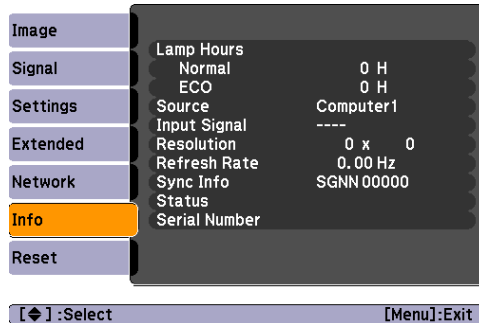 Image
Signal
Settings
Extended
Network
Info
Reset
Lamp Hours
Normal 0 H
ECO 0 H
Source Computer1
Input Signal ----
Resolution 0 x 0
Refresh Rate 0.00 Hz
Sync Info SGNN 00000
Status
Serial Number
[◆] :Select [Menu]:Exit